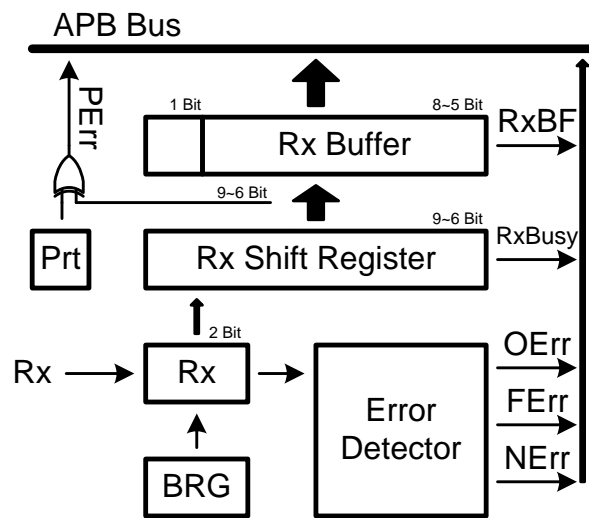 APB Bus
PErr
1 Bit
8~5 Bit
Rx Buffer
RxBF
9~6 Bit
9~6 Bit
Prt
Rx Shift Register
RxBusy
2 Bit
Rx
Rx
OErr
Error
Detector
FErr
NErr
BRG